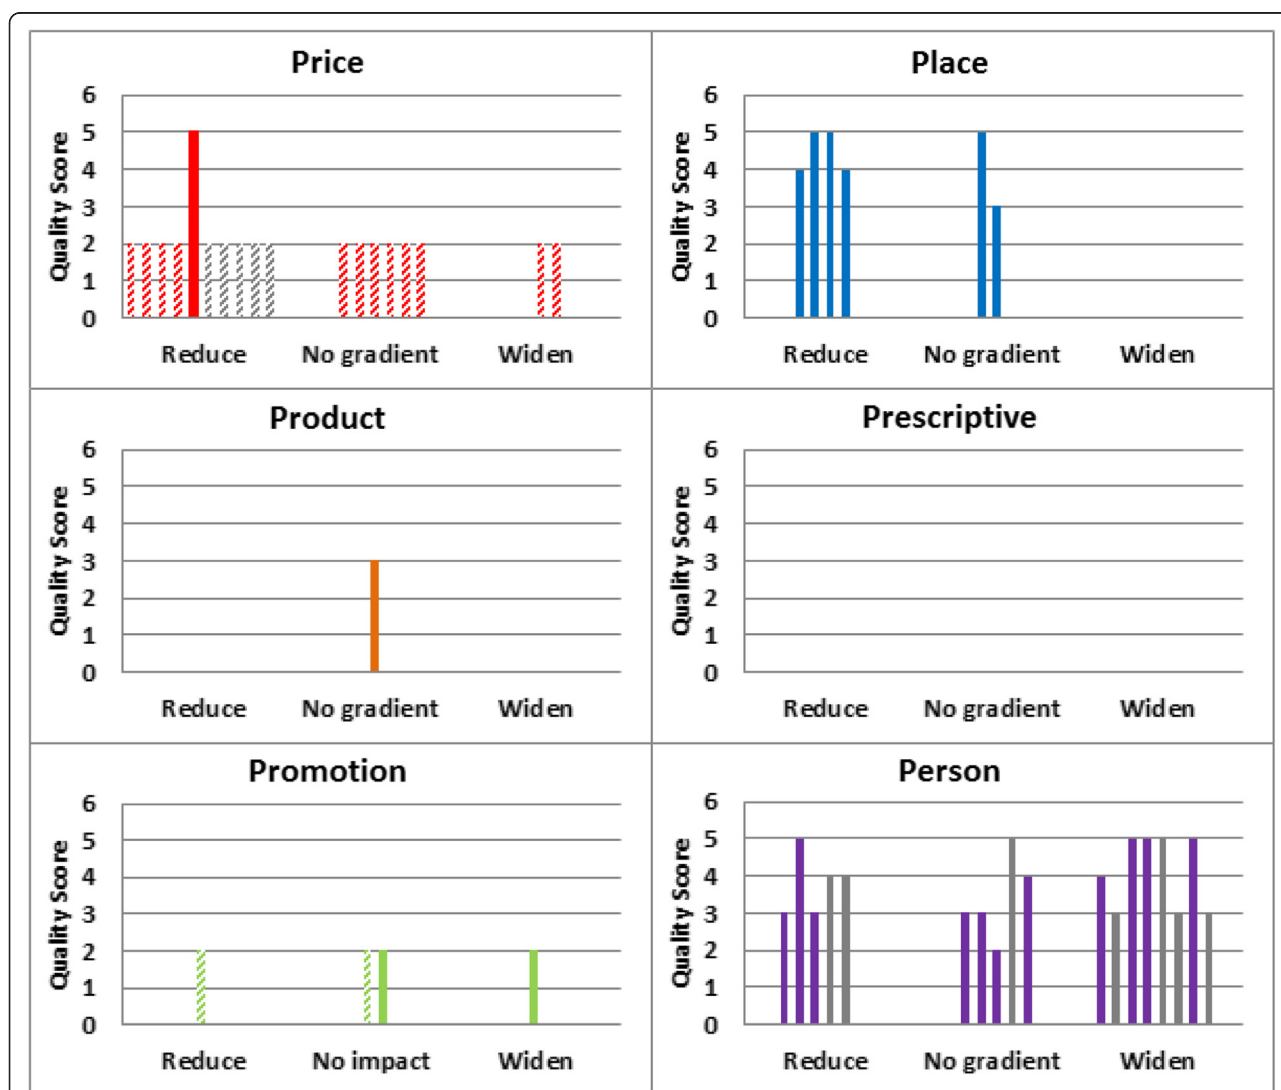 Price
6
5
4
3
2
1
0
Quality Score
Reduce No gradient Widen
Place
6
5
4
3
2
1
0
Quality Score
Reduce No gradient Widen
Product
6
5
4
3
2
1
0
Quality Score
Reduce No gradient Widen
Prescriptive
6
5
4
3
2
1
0
Quality Score
Reduce No gradient Widen
Promotion
6
5
4
3
2
1
0
Quality Score
Reduce No impact Widen
Person
6
5
4
3
2
1
0
Quality Score
Reduce No gradient Widen